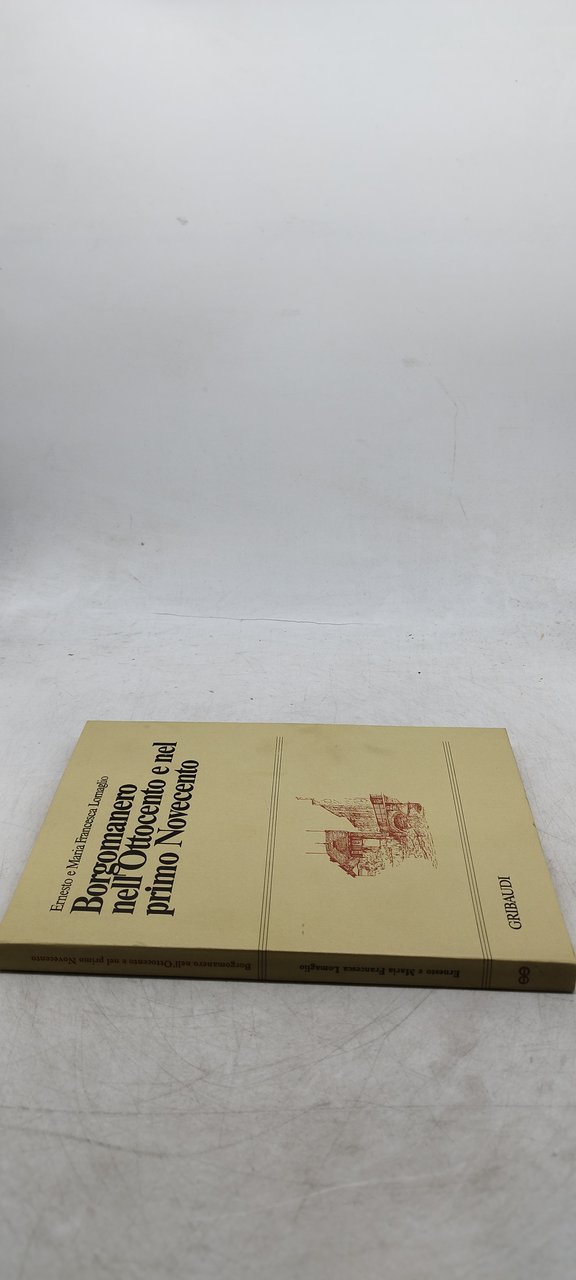 Ernesto e Maria Francesca Lomaglio
Borgomanero
nell'Ottocento e nel
primo Novecento
GRIBAUDI
Borgomanero nell'Ottocento e nel primo Novecento
Ernesto e Maria Francesca Lomaglio